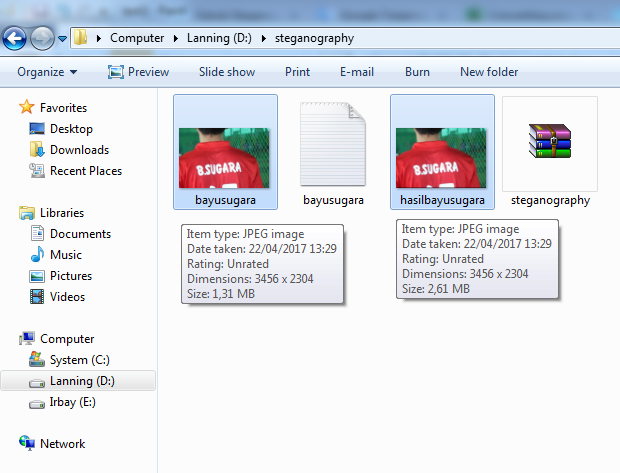 Computer
Lanning (D:)
steganography
Organize
Preview
Slide show
Print
E-mail
Burn
New folder
Favorites
Desktop
Downloads
Recent Places
Libraries
Documents
Music
Pictures
Videos
Computer
System (C:)
Lanning (D:)
Irbay (E:)
Network
B.SUGARA
bayusugara
bayusugara
B.SUGARA
hasilbayusugara
steganography
Item type: JPEG image
Date taken: 22/04/2017 13:29
Rating: Unrated
Dimensions: 3456 x 2304
Size: 1,31 MB
Item type: JPEG image
Date taken: 22/04/2017 13:29
Rating: Unrated
Dimensions: 3456 x 2304
Size: 2,61 MB